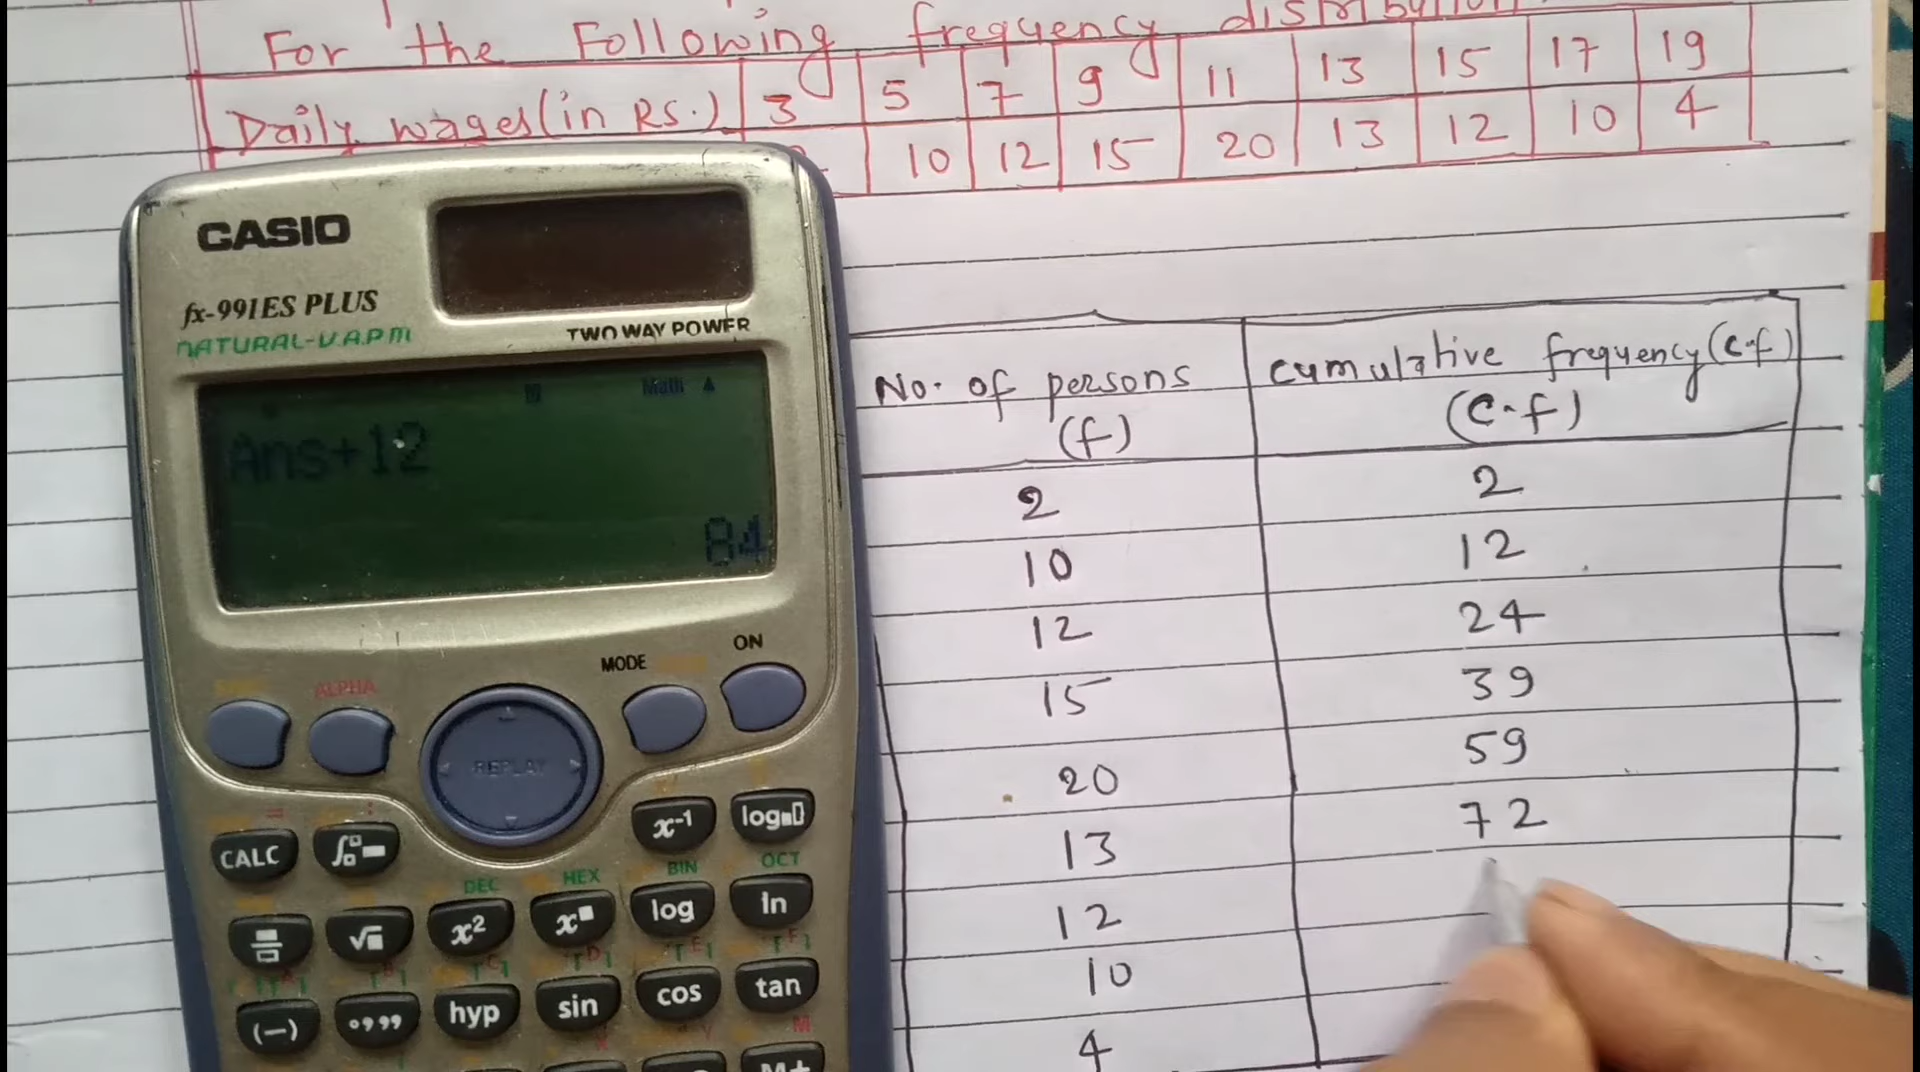 For the Following frequency distribution.
Daily wages(in RS.) 3 5 7 9 11 13 15 17 19
10 12 15 20 13 12 10 4
CASIO
fx-991ES PLUS
NATURAL-V.A.P.M
TWO WAY POWER
Math
Ans+12
84
No. of persons (f)
cumulative frequency(c.f) (c.f)
2 2
10 12
12 24
15 39
20 59
13 72
12
10
4
ALPHA MODE ON
REPLAY
CALC x-1 log
DEC HEX BIN OCT
x² log ln
(−) hyp sin cos tan
M
M+